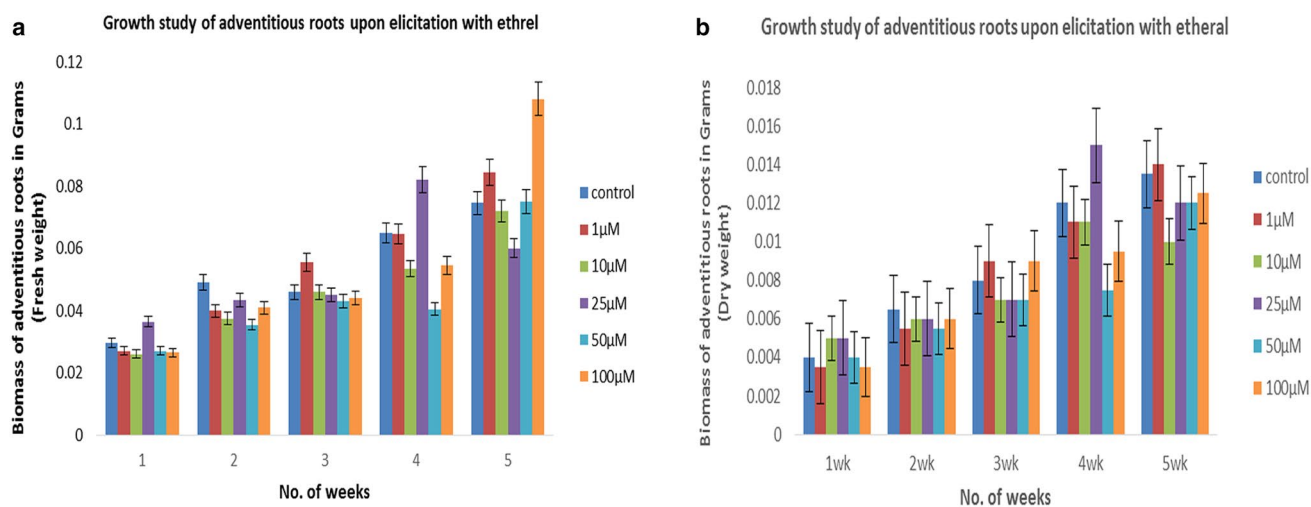 a
Growth study of adventitious roots upon elicitation with ethrel
Biomass of adventitious roots in Grams
(Fresh weight)
0.12
0.1
0.08
0.06
0.04
0.02
0
1 2 3 4 5
No. of weeks
control
1µM
10µM
25µM
50µM
100µM
b
Growth study of adventitious roots upon elicitation with etheral
Biomass of adventitious roots in Grams
(Dry weight)
0.018
0.016
0.014
0.012
0.01
0.008
0.006
0.004
0.002
0
1wk 2wk 3wk 4wk 5wk
No. of weeks
control
1µM
10µM
25µM
50µM
100µM